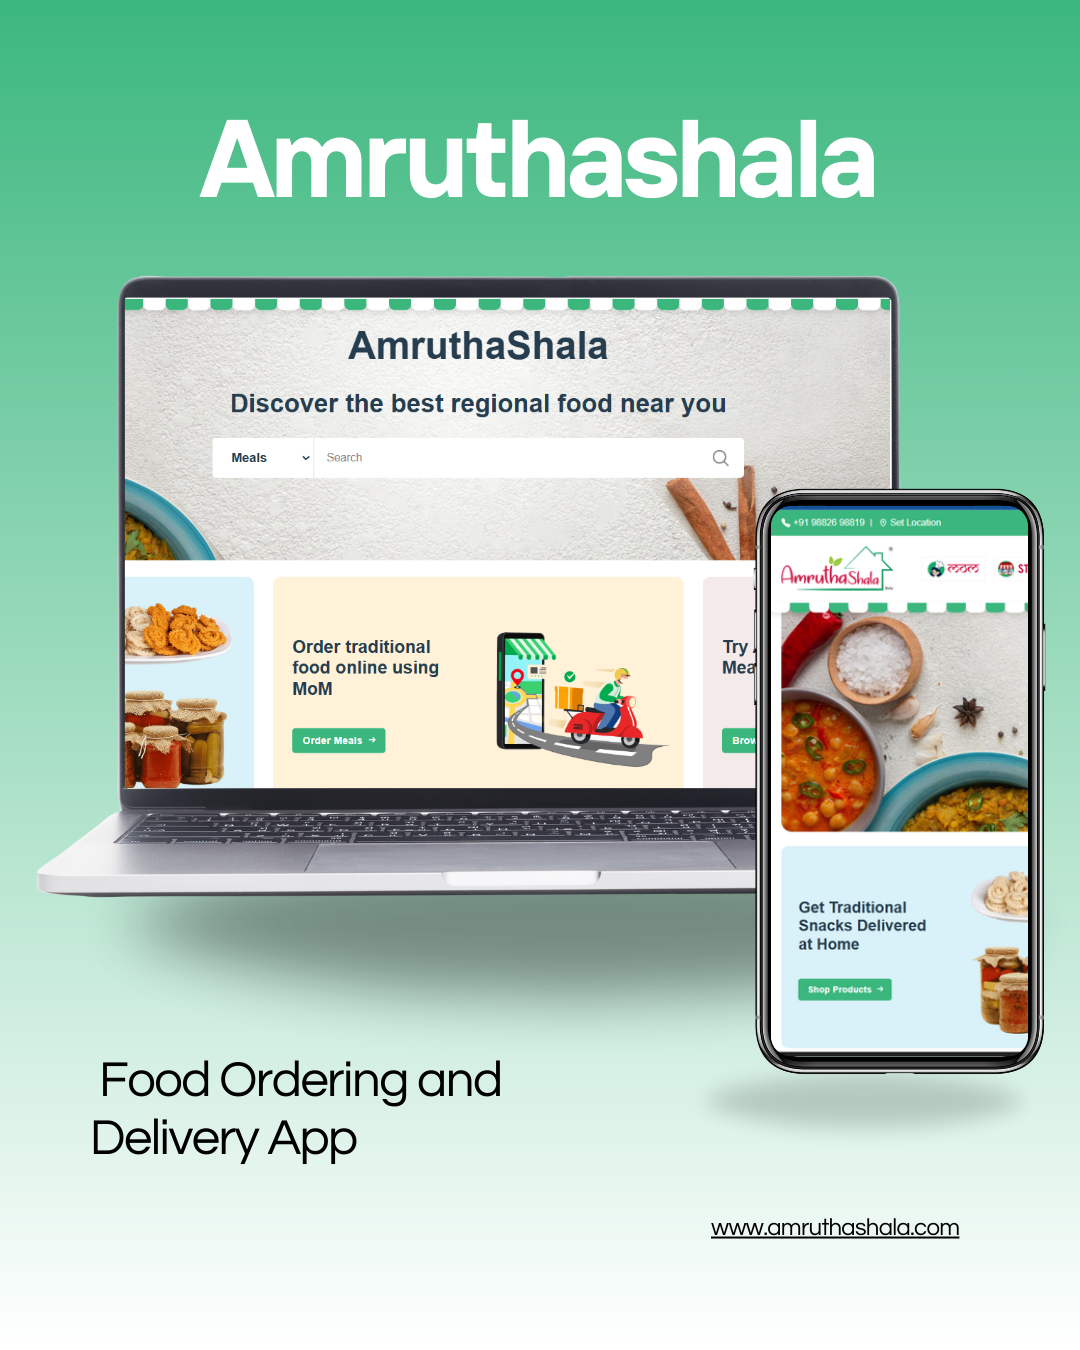 Amruthashala
AmruthaShala
Discover the best regional food near you
Meals
Search
Order traditional
food online using
MoM
Order Meals →
Try
Mea
Brow
+91 98826 98819 | Set Location
AmruthaShala
mom
ST
Get Traditional
Snacks Delivered
at Home
Shop Products →
Food Ordering and
Delivery App
www.amruthashala.com